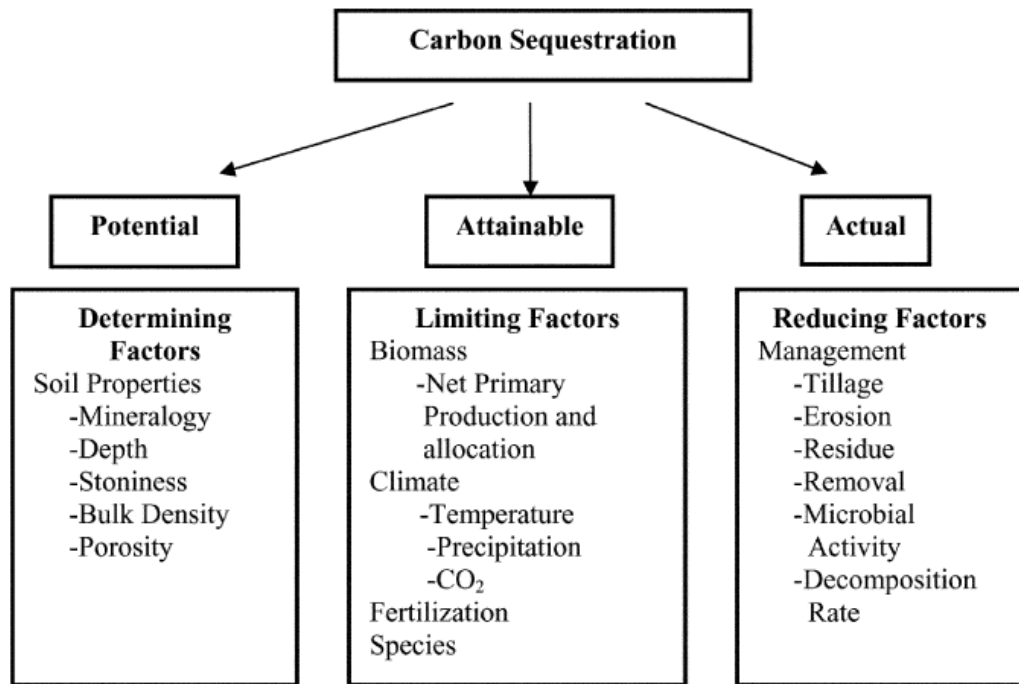 Carbon Sequestration
Potential
Attainable
Actual
Determining
Factors
Soil Properties
-Mineralogy
-Depth
-Stoniness
-Bulk Density
-Porosity
Limiting Factors
Biomass
-Net Primary
Production and
allocation
Climate
-Temperature
-Precipitation
-CO₂
Fertilization
Species
Reducing Factors
Management
-Tillage
-Erosion
-Residue
-Removal
-Microbial
Activity
-Decomposition
Rate